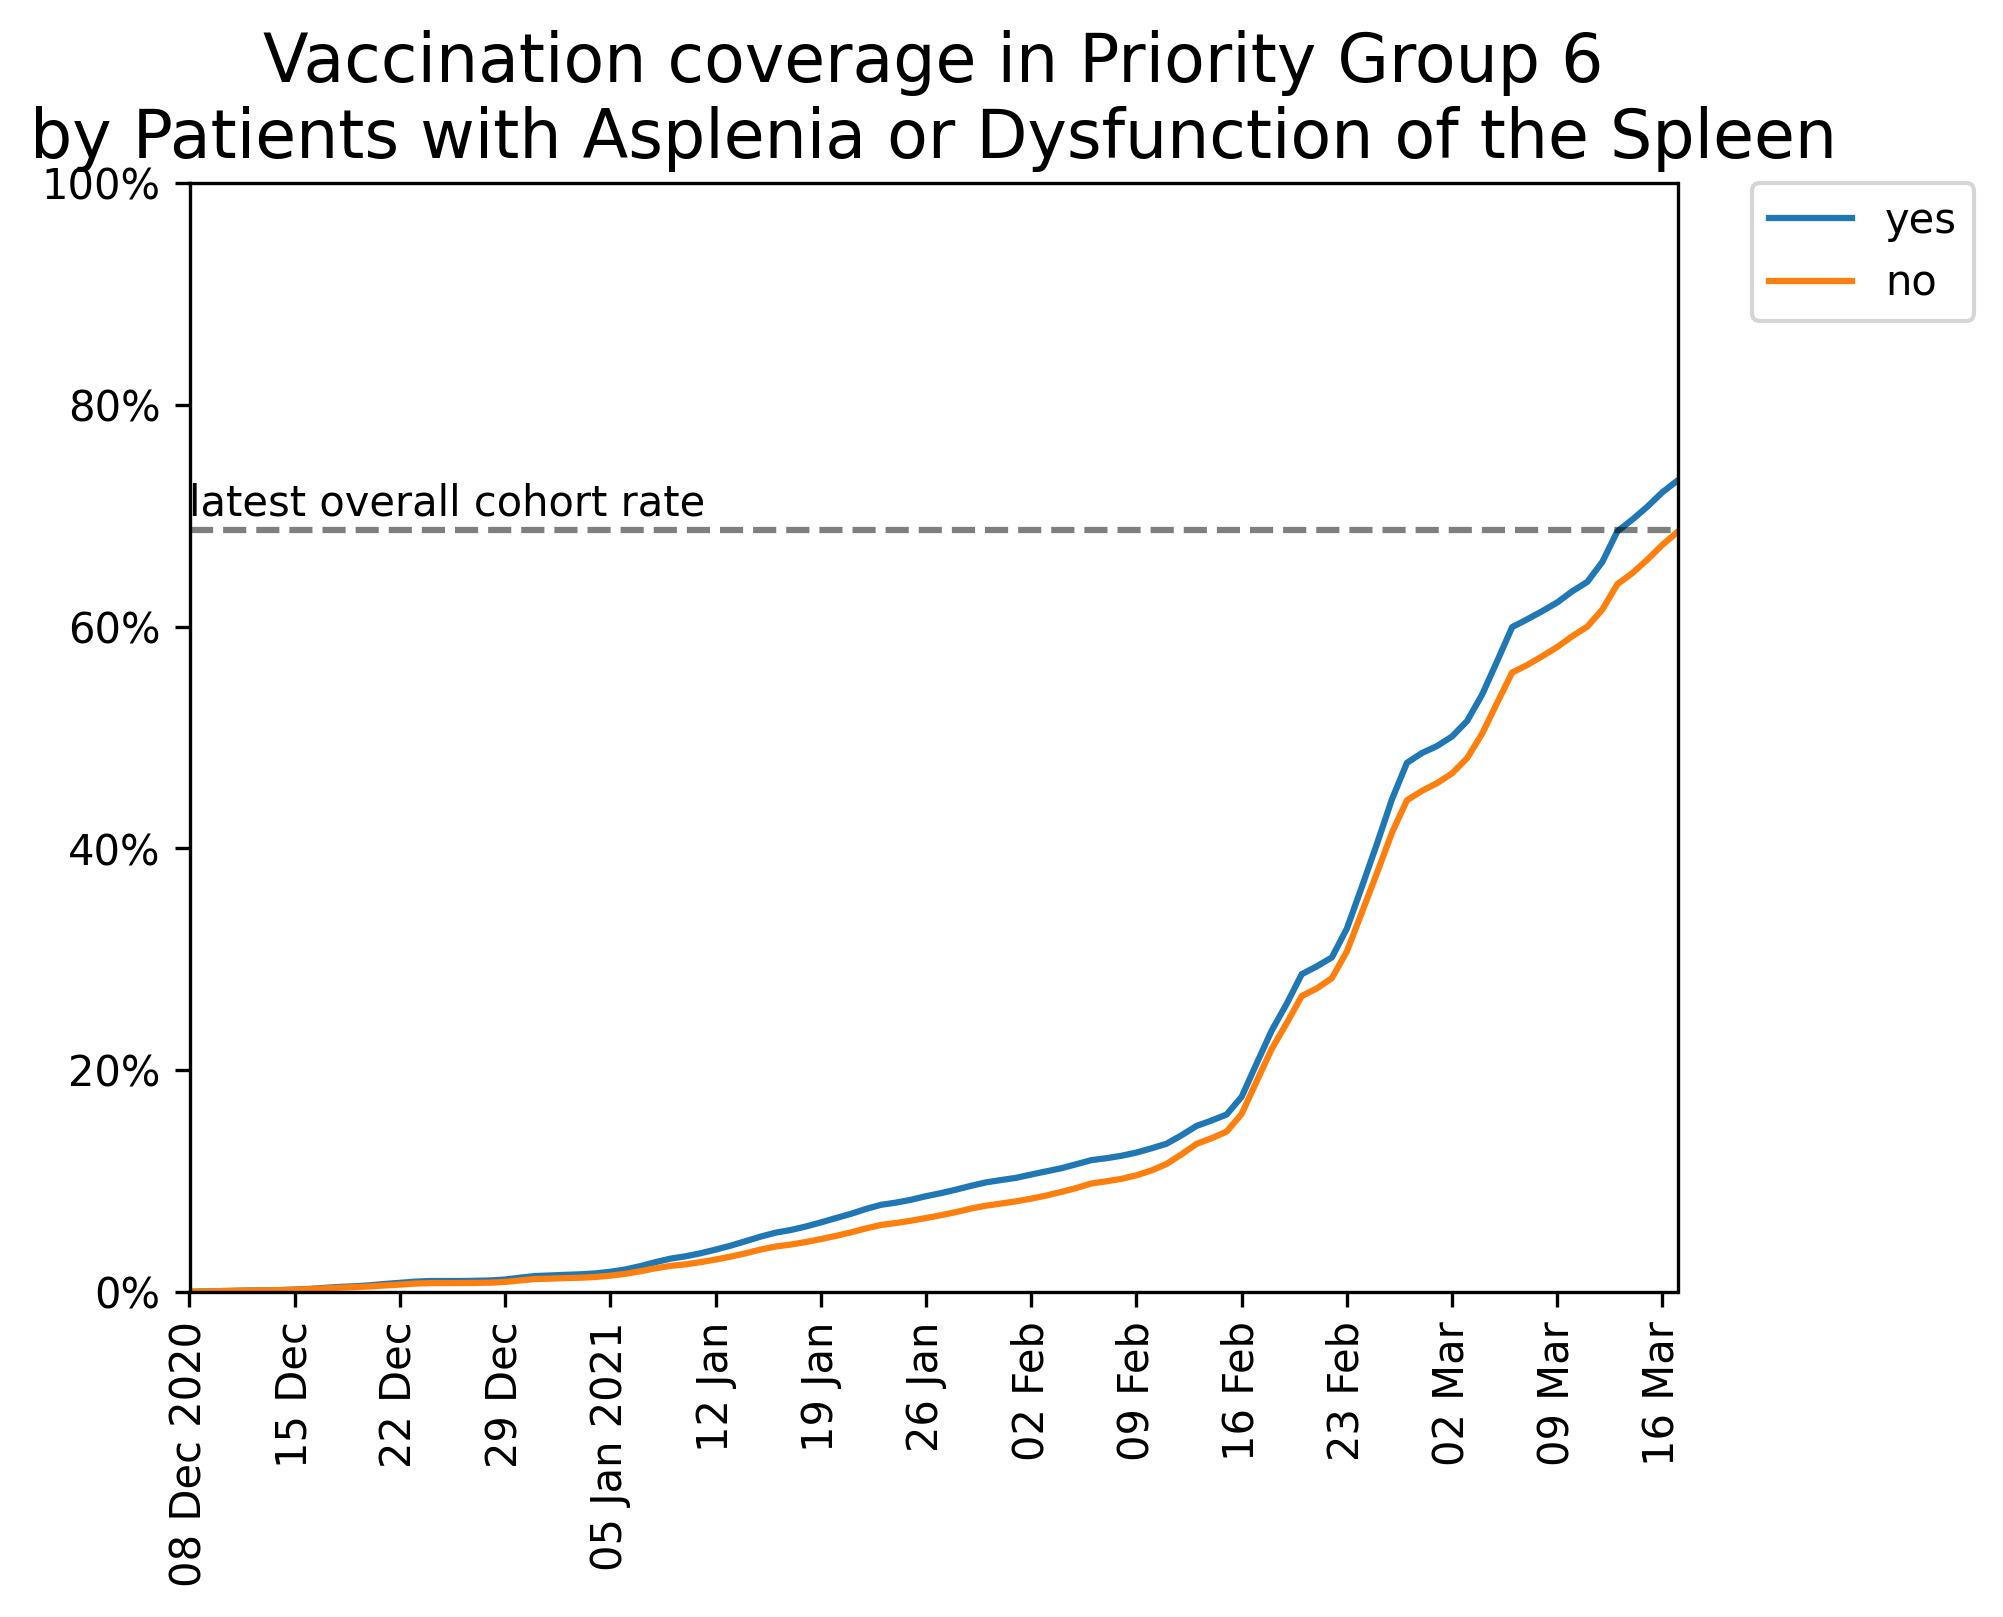 Vaccination coverage in Priority Group 6
by Patients with Asplenia or Dysfunction of the Spleen
100%
80%
60%
40%
20%
0%
latest overall cohort rate
yes
no
08 Dec 2020
15 Dec
22 Dec
29 Dec
05 Jan 2021
12 Jan
19 Jan
26 Jan
02 Feb
09 Feb
16 Feb
23 Feb
02 Mar
09 Mar
16 Mar